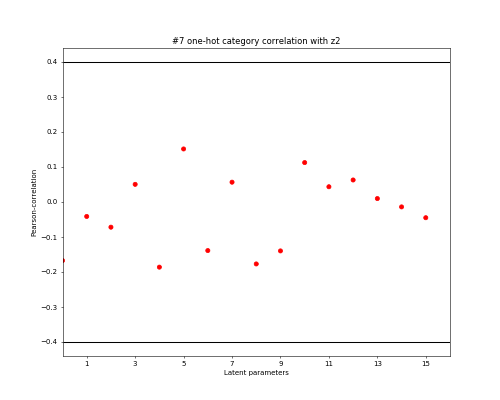 #7 one-hot category correlation with z2
0.4
0.3
0.2
0.1
0.0
−0.1
−0.2
−0.3
−0.4
Pearson-correlation
1 3 5 7 9 11 13 15
Latent parameters